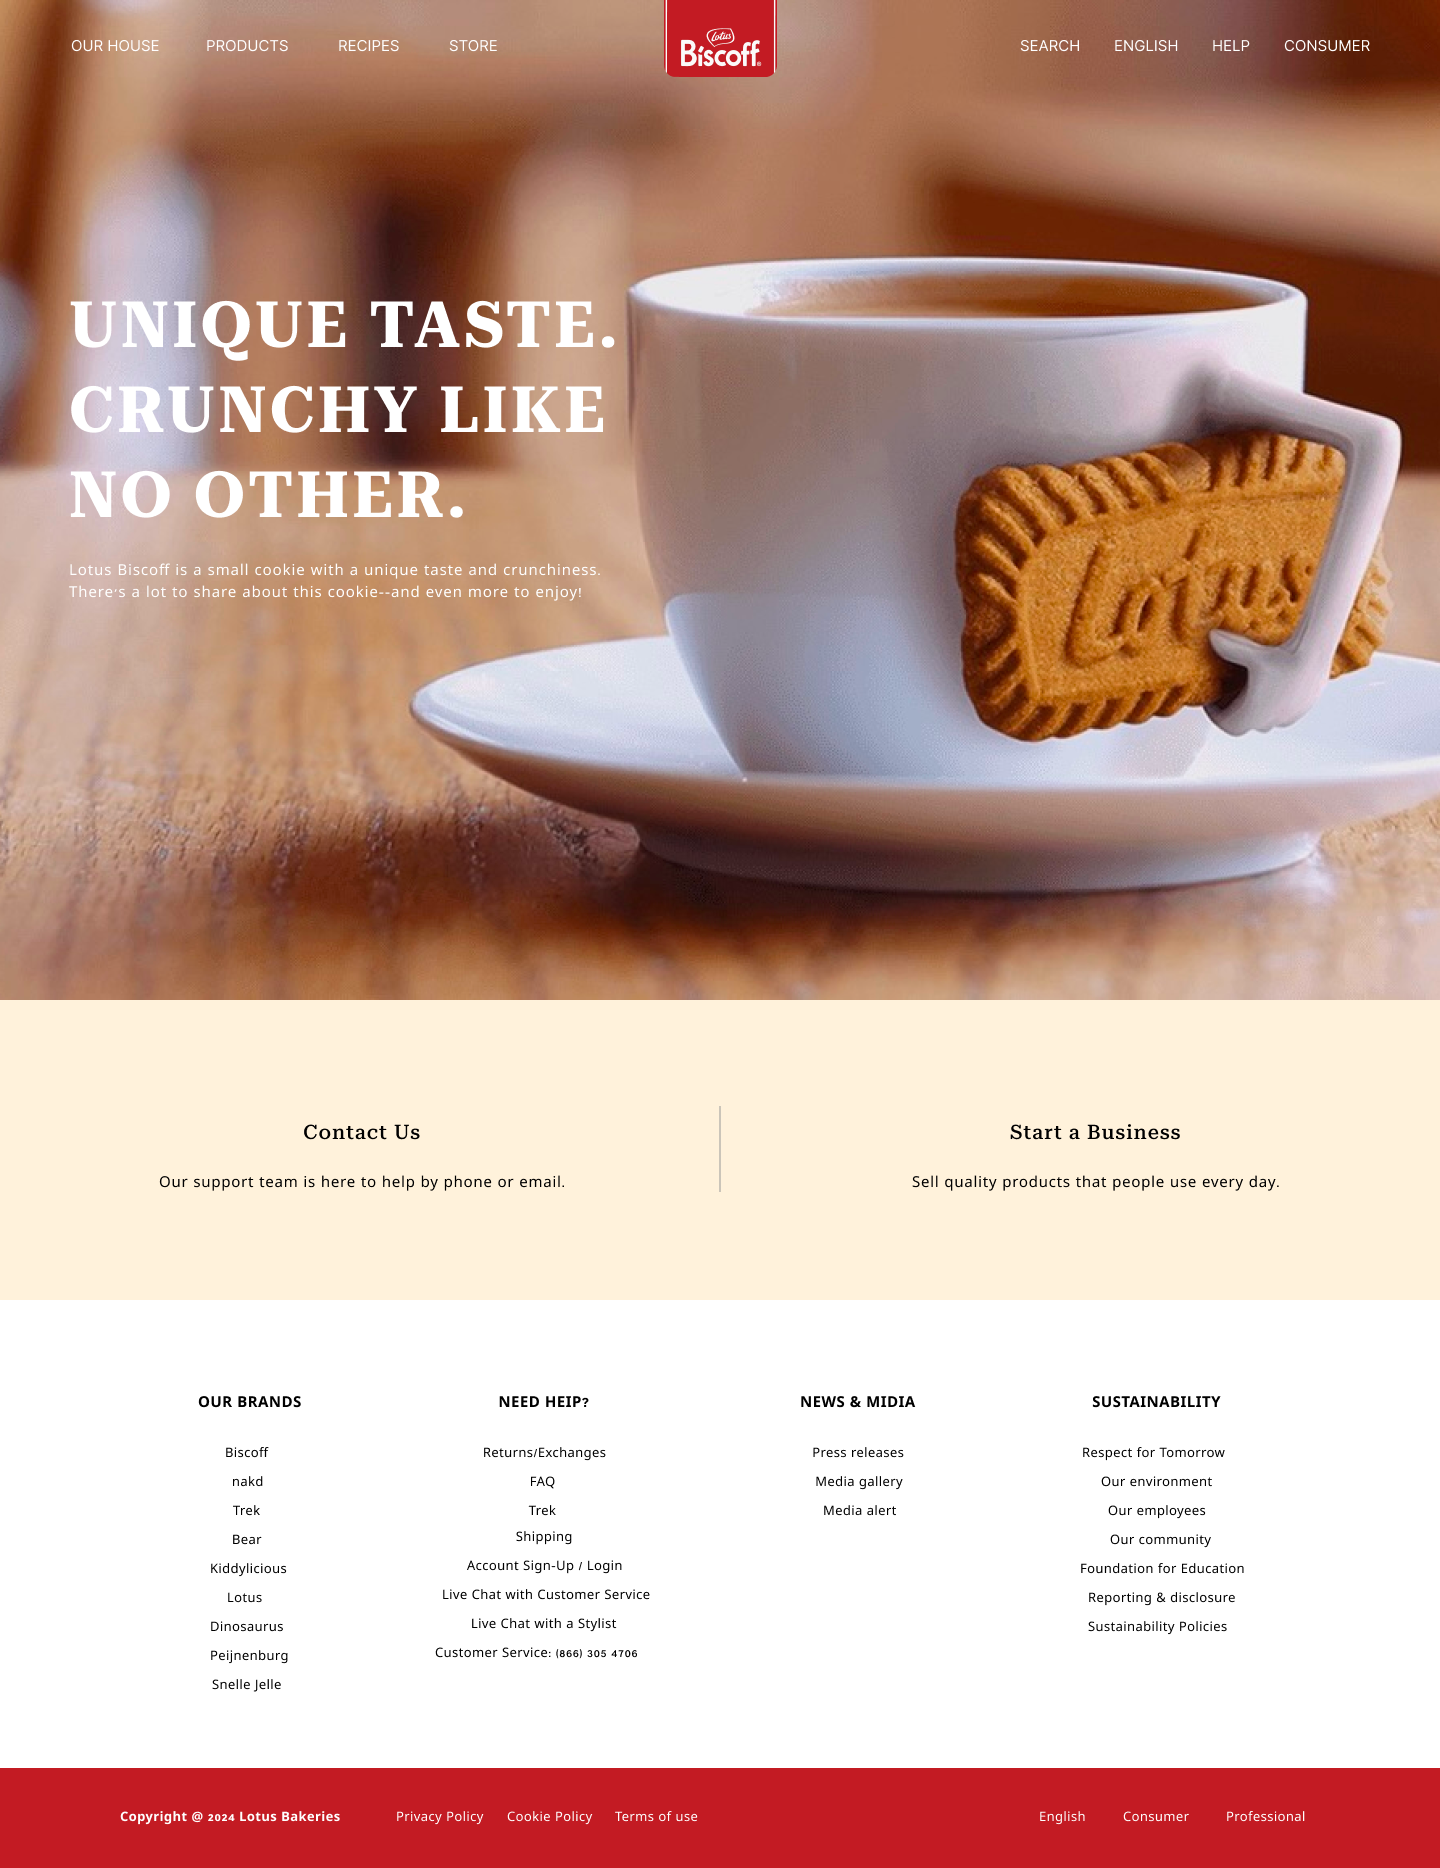 OUR HOUSE PRODUCTS RECIPES STORE
Lotus
Biscoff
SEARCH ENGLISH HELP CONSUMER
UNIQUE TASTE.
CRUNCHY LIKE
NO OTHER.
Lotus Biscoff is a small cookie with a unique taste and crunchiness.
There's a lot to share about this cookie--and even more to enjoy!
Lotus
Contact Us
Our support team is here to help by phone or email.
Start a Business
Sell quality products that people use every day.
OUR BRANDS
Biscoff
nakd
Trek
Bear
Kiddylicious
Lotus
Dinosaurus
Peijnenburg
Snelle Jelle
NEED HEIP?
Returns/Exchanges
FAQ
Trek
Shipping
Account Sign-Up / Login
Live Chat with Customer Service
Live Chat with a Stylist
Customer Service: (866) 305 4706
NEWS & MIDIA
Press releases
Media gallery
Media alert
SUSTAINABILITY
Respect for Tomorrow
Our environment
Our employees
Our community
Foundation for Education
Reporting & disclosure
Sustainability Policies
Copyright @ 2024 Lotus Bakeries Privacy Policy Cookie Policy Terms of use English Consumer Professional